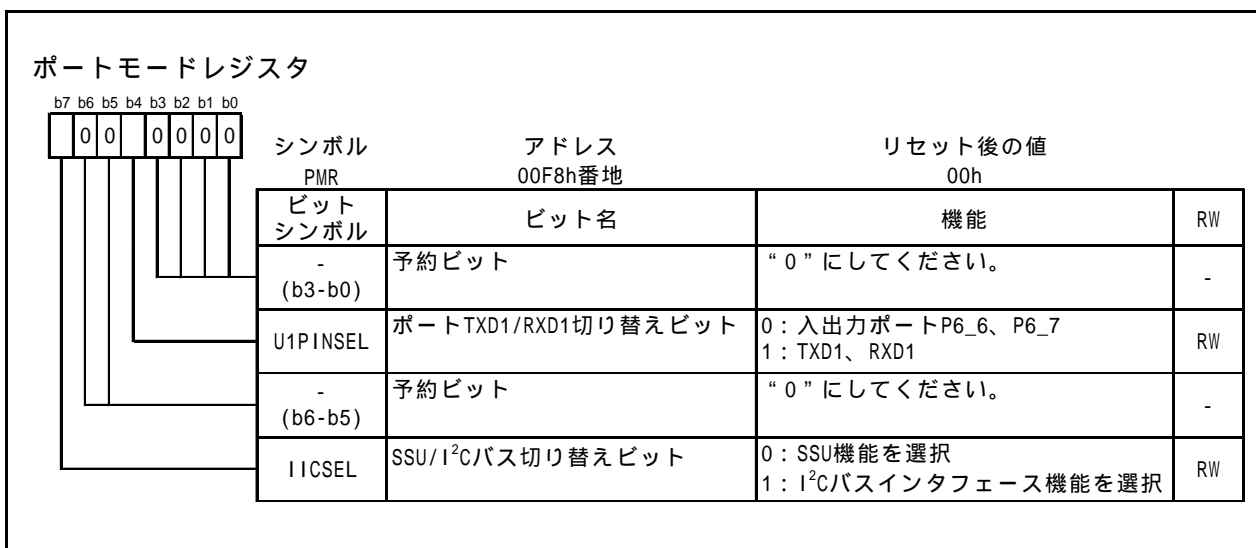 ポートモードレジスタ
b7 b6 b5 b4 b3 b2 b1 b0
0 0 0 0 0 0
シンボル アドレス リセット後の値
PMR 00F8h番地 00h
ビット
シンボル ビット名 機能 RW
-
(b3-b0) 予約ビット “0”にしてください。 -
U1PINSEL ポートTXD1/RXD1切り替えビット 0:入出力ポートP6_6、P6_7
1:TXD1、RXD1 RW
-
(b6-b5) 予約ビット “0”にしてください。 -
IICSEL SSU/I²Cバス切り替えビット 0:SSU機能を選択
1:I²Cバスインタフェース機能を選択 RW